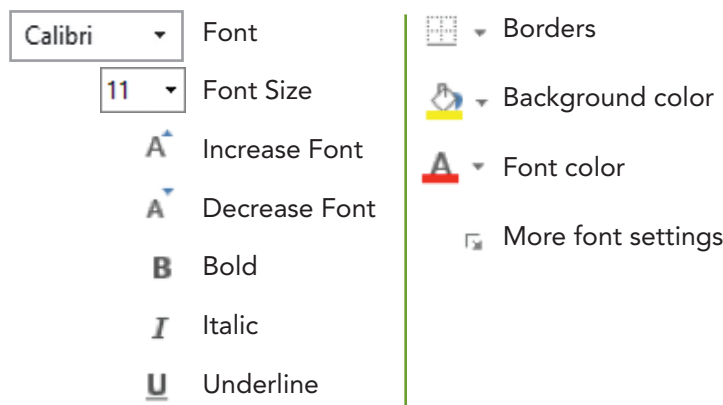 Calibri Font
11 Font Size
A Increase Font
A Decrease Font
B Bold
I Italic
U Underline
Borders
Background color
A Font color
More font settings